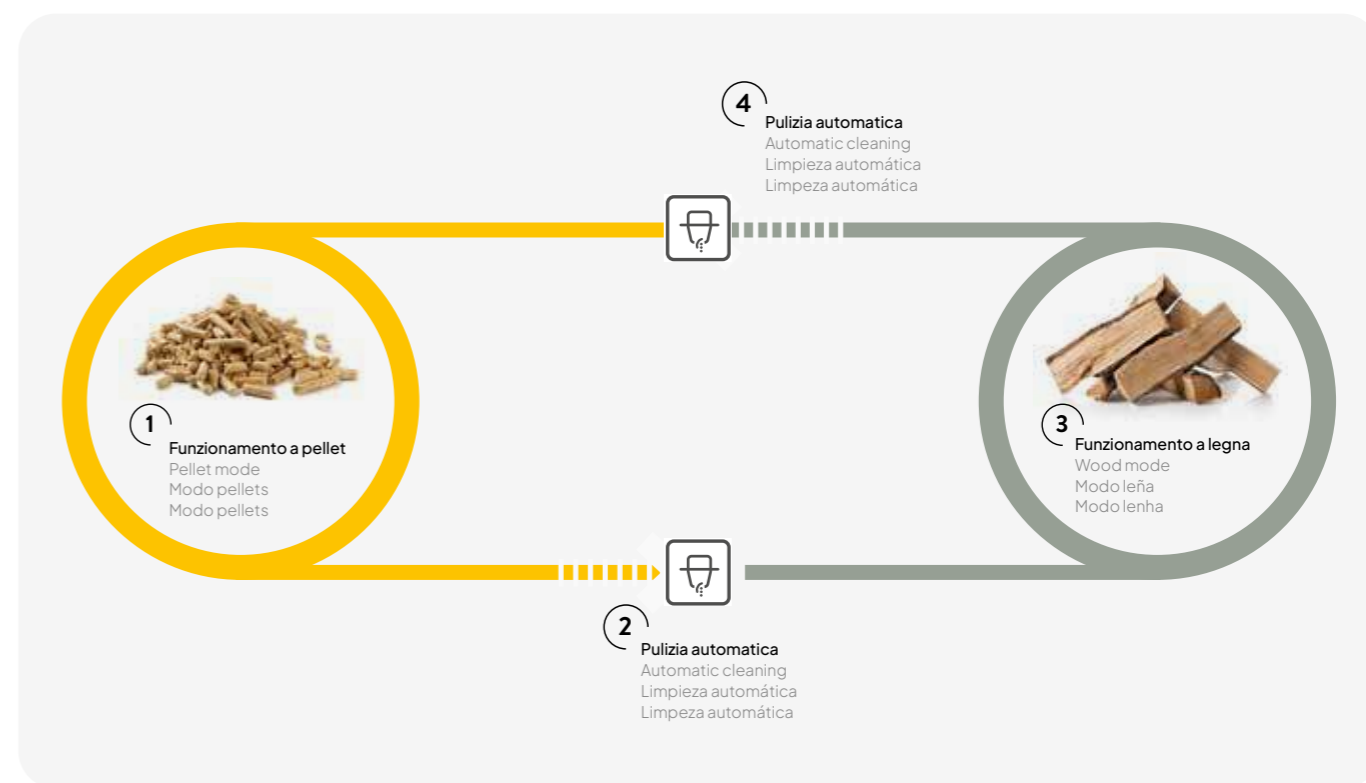 4
Pulizia automatica
Automatic cleaning
Limpieza automática
Limpeza automática
1
Funzionamento a pellet
Pellet mode
Modo pellets
Modo pellets
3
Funzionamento a legna
Wood mode
Modo leña
Modo lenha
2
Pulizia automatica
Automatic cleaning
Limpieza automática
Limpeza automática